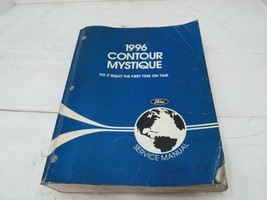 1996
CONTOUR
MYSTIQUE
FIX IT RIGHT THE FIRST TIME ON TIME
Ford
SERVICE MANUAL